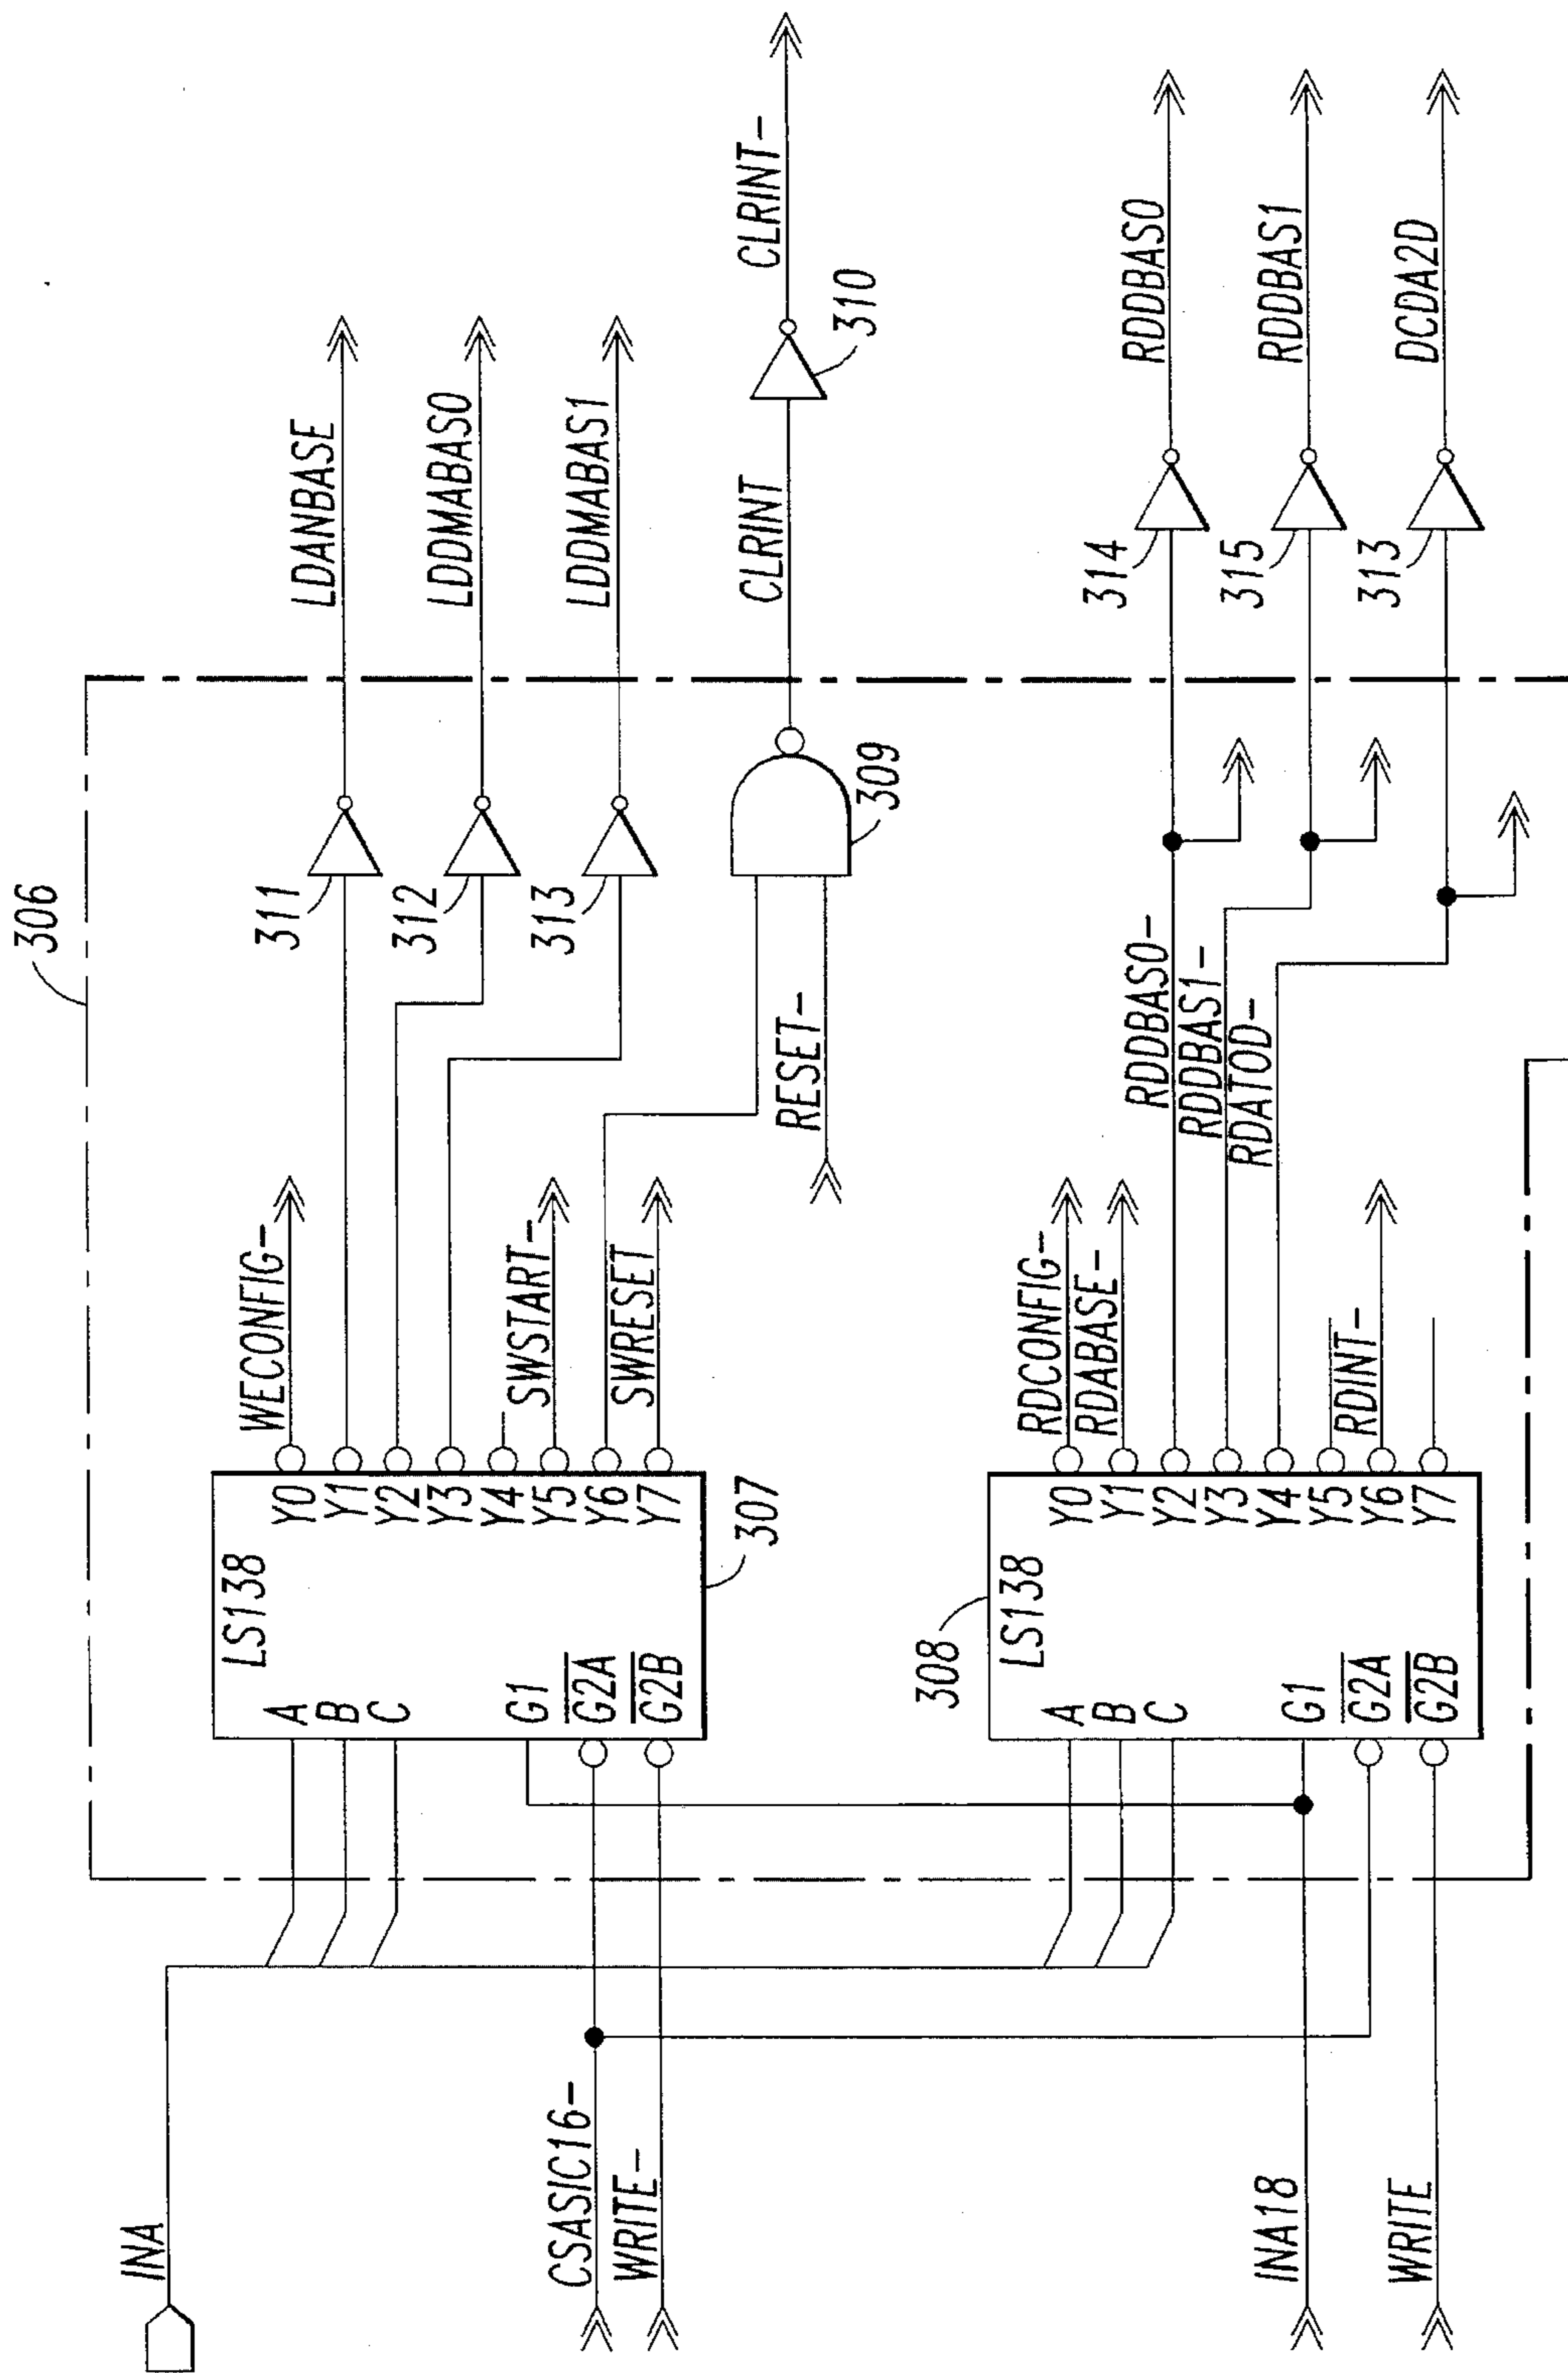 306
INA
CSASIC16-
WRITE-
INA18
WRITE
LS138
A
B
C
G1
G2A
G2B
Y0
Y1
Y2
Y3
Y4
Y5
Y6
Y7
307
WECONFIG-
SWSTART-
SWRESET
311
312
313
LDANBASE
LDDMABAS0
LDDMABAS1
RESET-
309
CLRINT
310
CLRINT-
308
LS138
A
B
C
G1
G2A
G2B
Y0
Y1
Y2
Y3
Y4
Y5
Y6
Y7
RDCONFIG-
RDABASE-
RDDBAS0-
RDDBAS1-
RDATOD-
RDINT-
314
315
313
RDDBAS0
RDDBAS1
DCDA2D